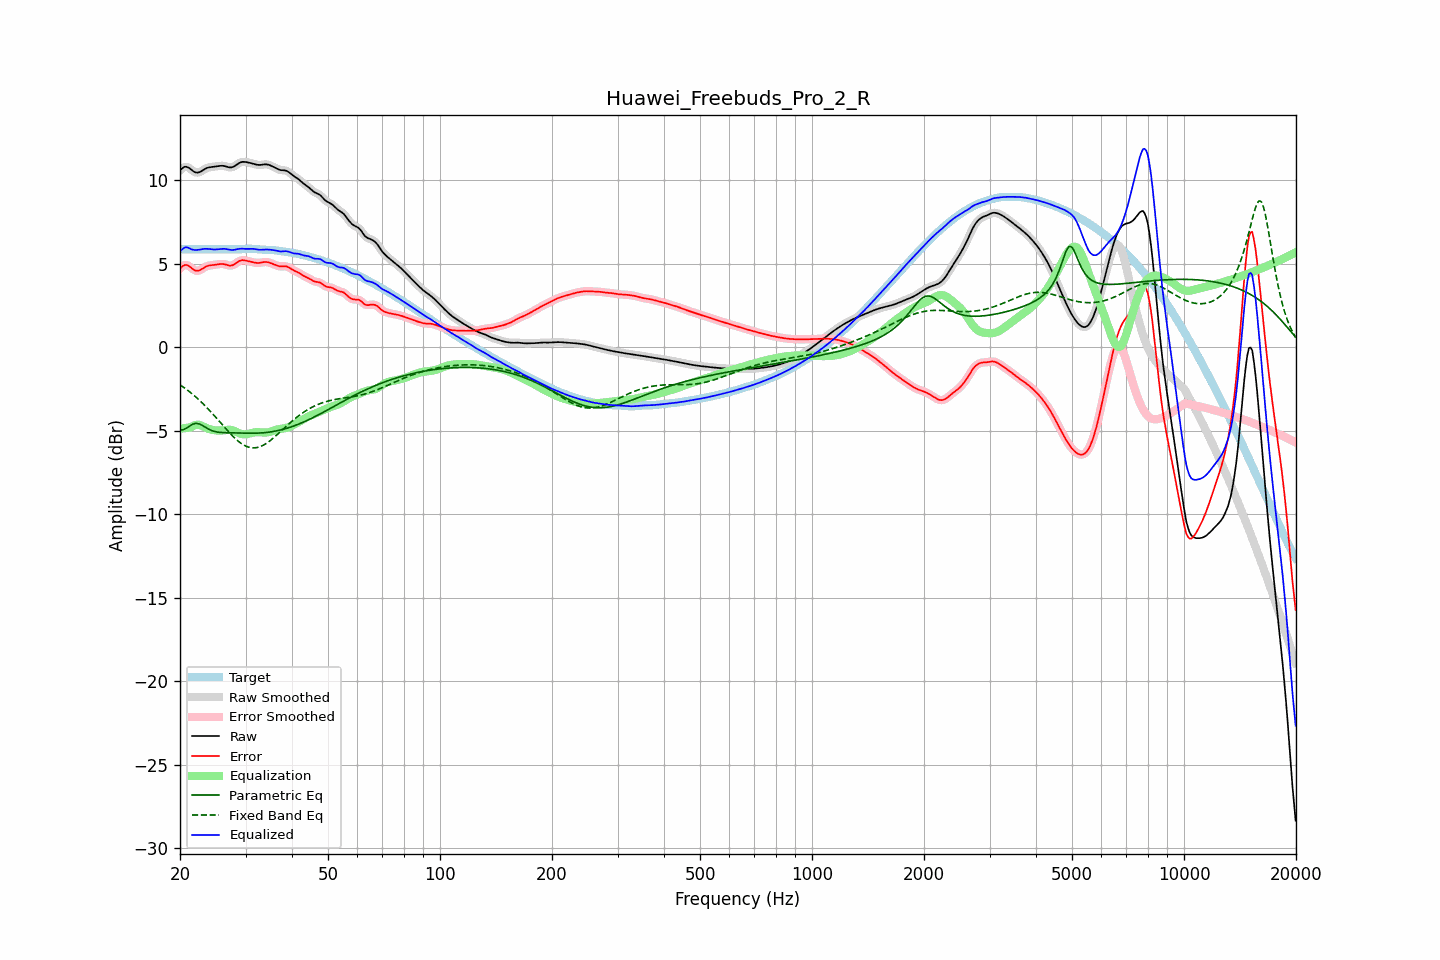 Huawei_Freebuds_Pro_2_R
Amplitude (dBr)
10
5
0
−5
−10
−15
−20
−25
−30
Target
Raw Smoothed
Error Smoothed
Raw
Error
Equalization
Parametric Eq
Fixed Band Eq
Equalized
20 50 100 200 500 1000 2000 5000 10000 20000
Frequency (Hz)